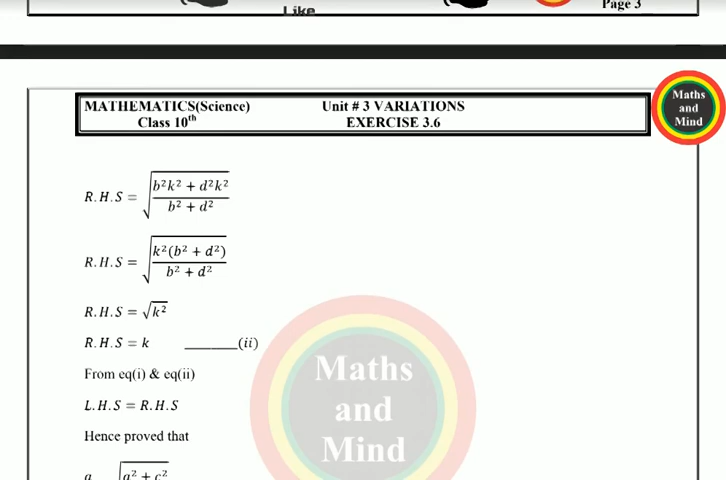 Like
Page 3
MATHEMATICS(Science) Unit # 3 VARIATIONS
Class 10th EXERCISE 3.6
Maths
and
Mind
R.H.S = √((b²k² + d²k²)/(b² + d²))
R.H.S = √((k²(b² + d²))/(b² + d²))
R.H.S = √(k²)
R.H.S = k ______(ii)
From eq(i) & eq(ii)
L.H.S = R.H.S
Hence proved that
a √(a² + c²
Maths
and
Mind